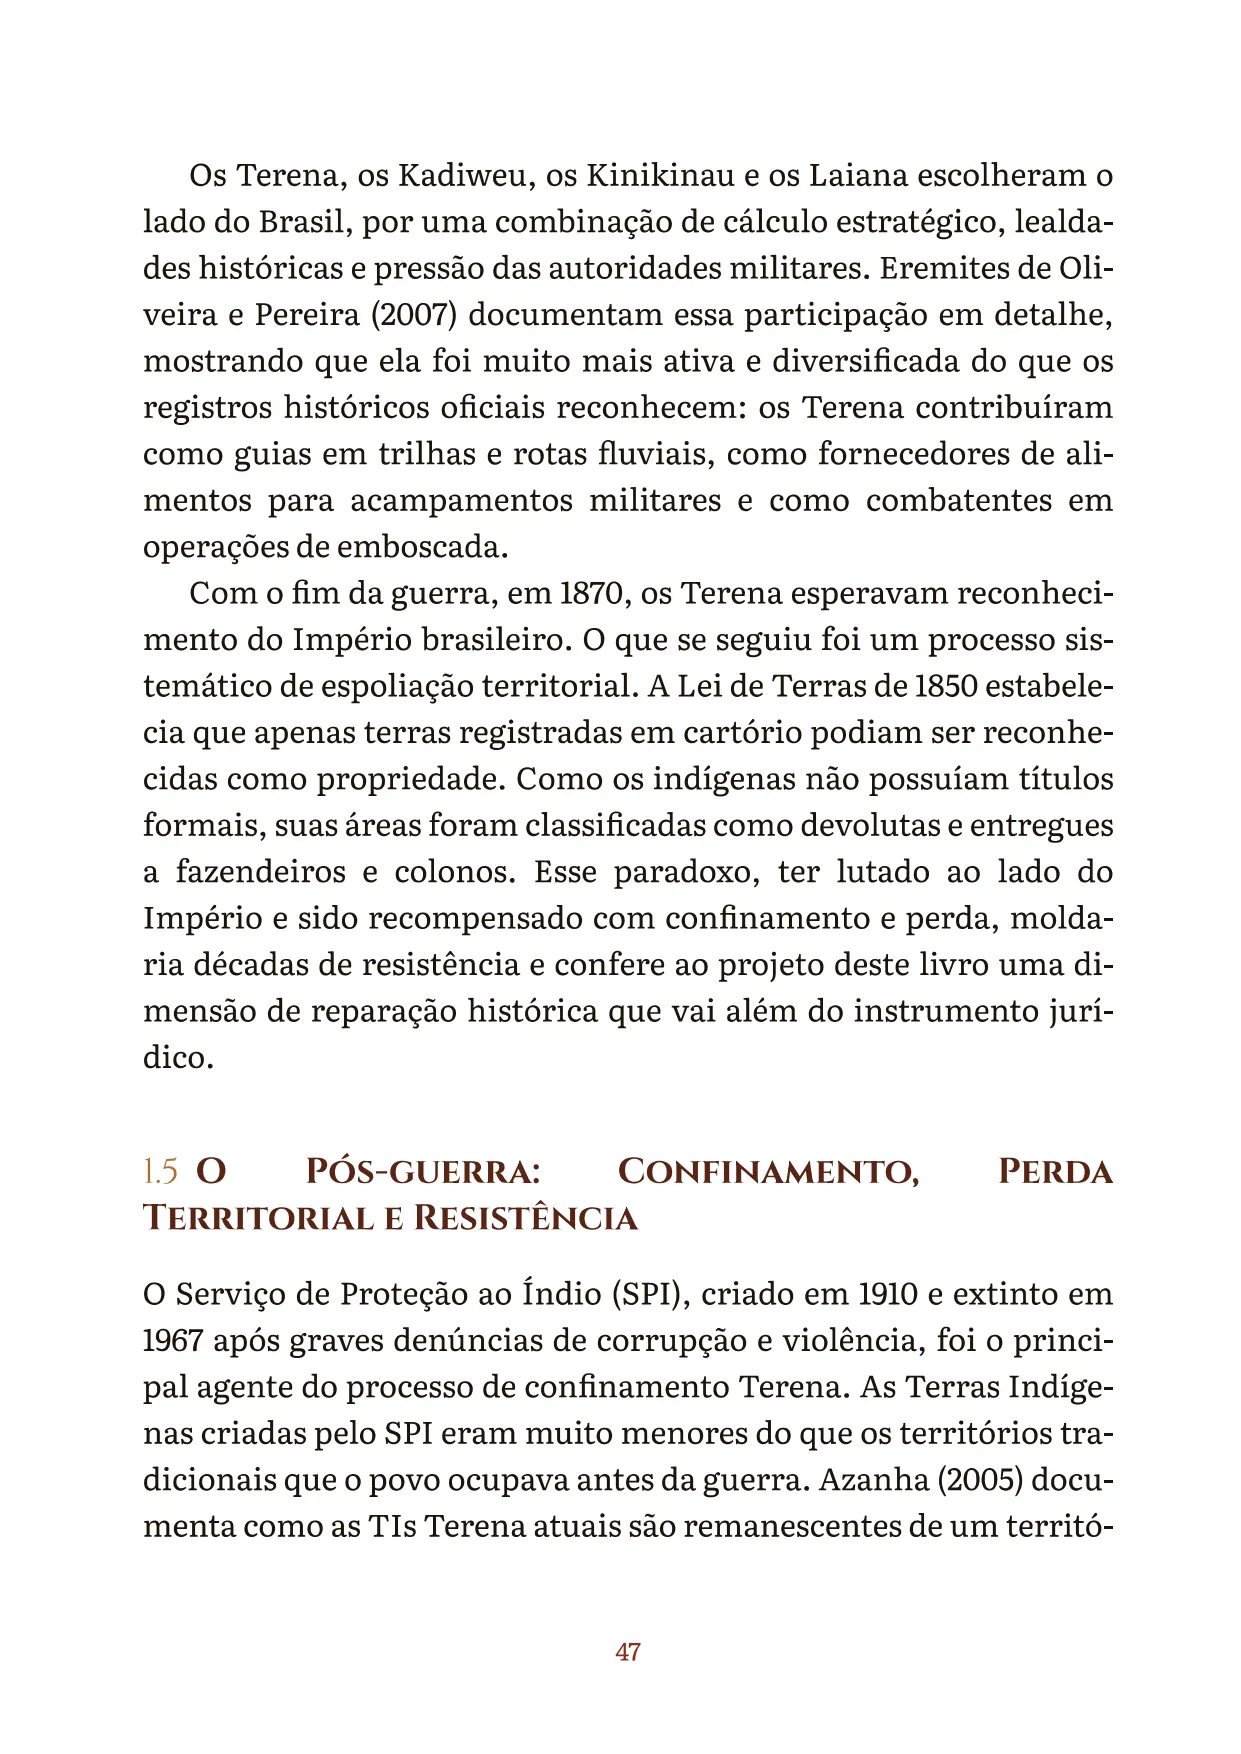 Os Terena, os Kadiweu, os Kinikinau e os Laiana escolheram o
lado do Brasil, por uma combinação de cálculo estratégico, lealda-
des históricas e pressão das autoridades militares. Eremites de Oli-
veira e Pereira (2007) documentam essa participação em detalhe,
mostrando que ela foi muito mais ativa e diversificada do que os
registros históricos oficiais reconhecem: os Terena contribuíram
como guias em trilhas e rotas fluviais, como fornecedores de ali-
mentos para acampamentos militares e como combatentes em
operações de emboscada.
Com o fim da guerra, em 1870, os Terena esperavam reconheci-
mento do Império brasileiro. O que se seguiu foi um processo sis-
temático de espoliação territorial. A Lei de Terras de 1850 estabele-
cia que apenas terras registradas em cartório podiam ser reconhe-
cidas como propriedade. Como os indígenas não possuíam títulos
formais, suas áreas foram classificadas como devolutas e entregues
a fazendeiros e colonos. Esse paradoxo, ter lutado ao lado do
Império e sido recompensado com confinamento e perda, molda-
ria décadas de resistência e confere ao projeto deste livro uma di-
mensão de reparação histórica que vai além do instrumento jurí-
dico.
1.5 O Pós-guerra: Confinamento, Perda
Territorial e Resistência
O Serviço de Proteção ao Índio (SPI), criado em 1910 e extinto em
1967 após graves denúncias de corrupção e violência, foi o princi-
pal agente do processo de confinamento Terena. As Terras Indíge-
nas criadas pelo SPI eram muito menores do que os territórios tra-
dicionais que o povo ocupava antes da guerra. Azanha (2005) docu-
menta como as TIs Terena atuais são remanescentes de um territó-
47